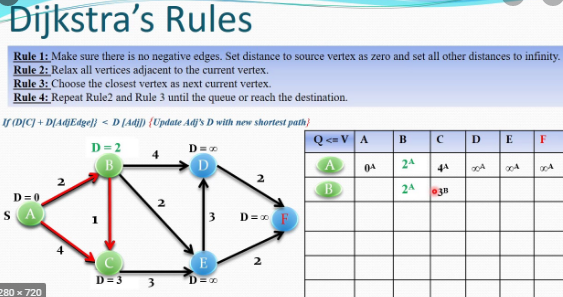 Dijkstra's Rules
Rule 1: Make sure there is no negative edges. Set distance to source vertex as zero and set all other distances to infinity.
Rule 2: Relax all vertices adjacent to the current vertex.
Rule 3: Choose the closest vertex as next current vertex.
Rule 4: Repeat Rule2 and Rule 3 until the queue or reach the destination.
If (D[C] + D[AdjEdge]) < D [Adj]) {Update Adj's D with new shortest path}
Q <= V A B C D E F
A 0ᴬ 2ᴬ 4ᴬ ∞ᴬ ∞ᴬ ∞ᴬ
B 2ᴬ 3ᴮ
D = 2 D = ∞
B 4 D
2 2
D = 0 2
S A 1 3 D = ∞ F
4 2
C E
D = 3 3 D = ∞
280 × 720